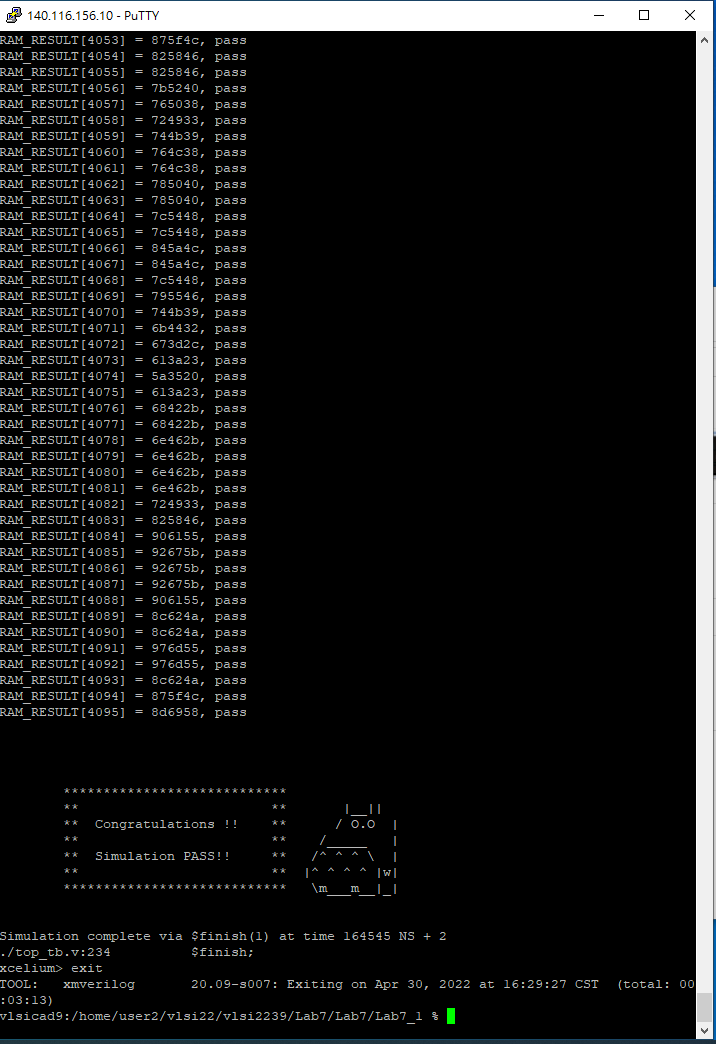 140.116.156.10 - PuTTY
RAM_RESULT[4053] = 875f4c, pass
RAM_RESULT[4054] = 825846, pass
RAM_RESULT[4055] = 825846, pass
RAM_RESULT[4056] = 7b5240, pass
RAM_RESULT[4057] = 765038, pass
RAM_RESULT[4058] = 724933, pass
RAM_RESULT[4059] = 744b39, pass
RAM_RESULT[4060] = 764c38, pass
RAM_RESULT[4061] = 764c38, pass
RAM_RESULT[4062] = 785040, pass
RAM_RESULT[4063] = 785040, pass
RAM_RESULT[4064] = 7c5448, pass
RAM_RESULT[4065] = 7c5448, pass
RAM_RESULT[4066] = 845a4c, pass
RAM_RESULT[4067] = 845a4c, pass
RAM_RESULT[4068] = 7c5448, pass
RAM_RESULT[4069] = 795546, pass
RAM_RESULT[4070] = 744b39, pass
RAM_RESULT[4071] = 6b4432, pass
RAM_RESULT[4072] = 673d2c, pass
RAM_RESULT[4073] = 613a23, pass
RAM_RESULT[4074] = 5a3520, pass
RAM_RESULT[4075] = 613a23, pass
RAM_RESULT[4076] = 68422b, pass
RAM_RESULT[4077] = 68422b, pass
RAM_RESULT[4078] = 6e462b, pass
RAM_RESULT[4079] = 6e462b, pass
RAM_RESULT[4080] = 6e462b, pass
RAM_RESULT[4081] = 6e462b, pass
RAM_RESULT[4082] = 724933, pass
RAM_RESULT[4083] = 825846, pass
RAM_RESULT[4084] = 906155, pass
RAM_RESULT[4085] = 92675b, pass
RAM_RESULT[4086] = 92675b, pass
RAM_RESULT[4087] = 92675b, pass
RAM_RESULT[4088] = 906155, pass
RAM_RESULT[4089] = 8c624a, pass
RAM_RESULT[4090] = 8c624a, pass
RAM_RESULT[4091] = 976d55, pass
RAM_RESULT[4092] = 976d55, pass
RAM_RESULT[4093] = 8c624a, pass
RAM_RESULT[4094] = 875f4c, pass
RAM_RESULT[4095] = 8d6958, pass
        ****************************
        **                        **       |__||
        **  Congratulations !!    **      / O.O  |
        **                        **    /_____   |
        **  Simulation PASS!!     **   /^ ^ ^ \  |
        **                        **  |^ ^ ^ ^ |w|
        ****************************   \m___m__|_|
Simulation complete via $finish(1) at time 164545 NS + 2
./top_tb.v:234          $finish;
xcelium> exit
TOOL:   xmverilog       20.09-s007: Exiting on Apr 30, 2022 at 16:29:27 CST  (total: 00
:03:13)
vlsicad9:/home/user2/vlsi22/vlsi2239/Lab7/Lab7/Lab7_1 %